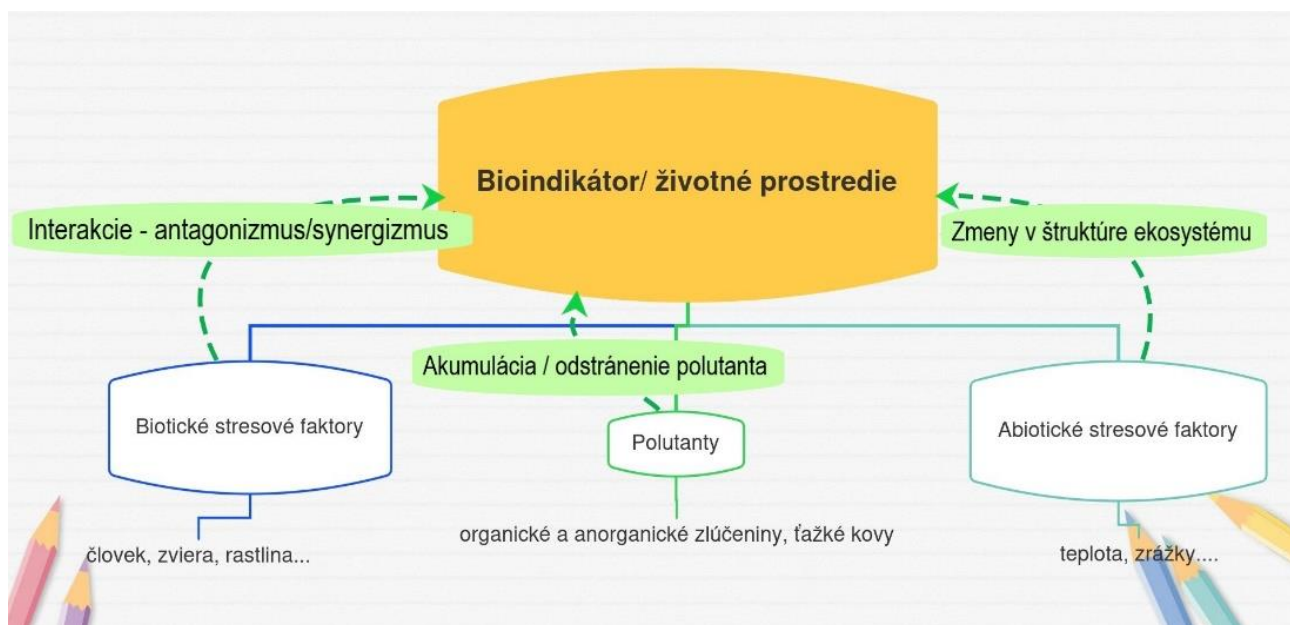 Bioindikátor/ životné prostredie
Interakcie - antagonizmus/synergizmus
Zmeny v štruktúre ekosystému
Akumulácia / odstránenie polutanta
Biotické stresové faktory
Polutanty
Abiotické stresové faktory
človek, zviera, rastlina...
organické a anorganické zlúčeniny, ťažké kovy
teplota, zrážky....